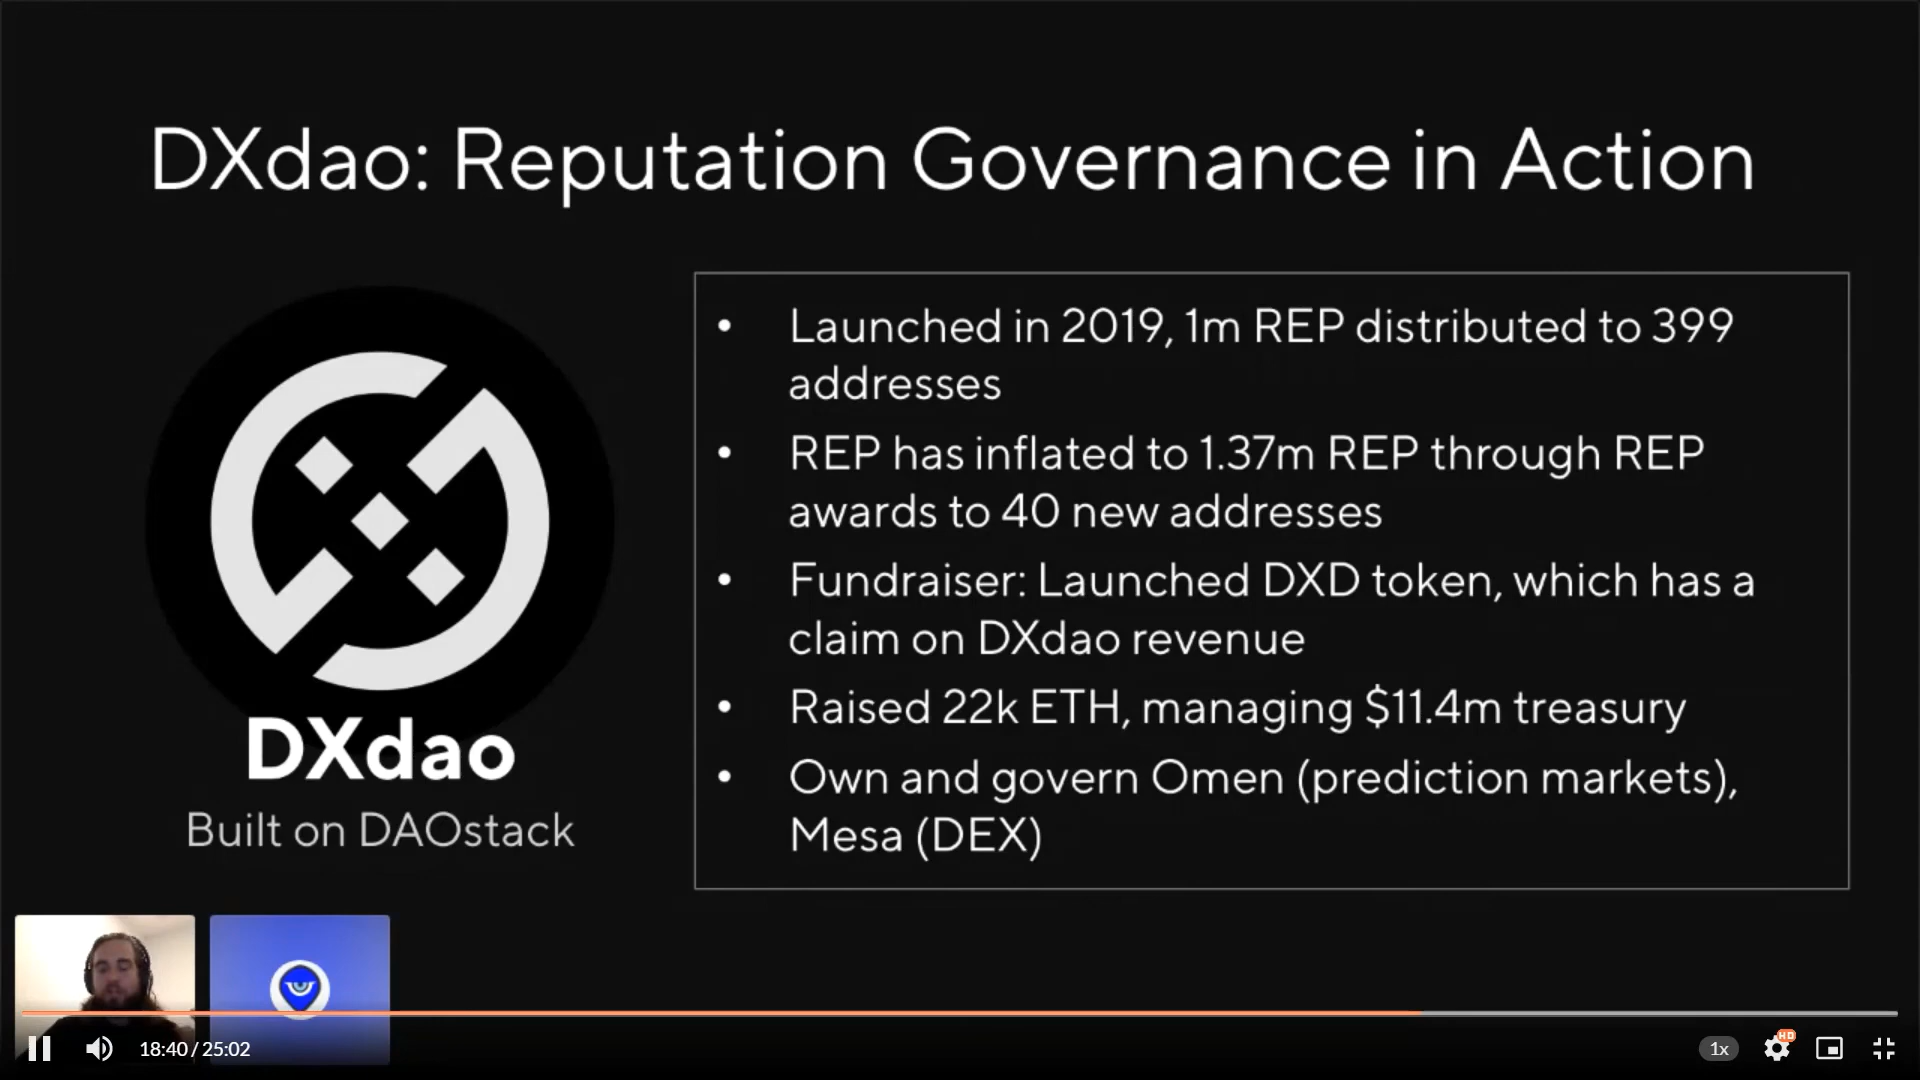 DXdao: Reputation Governance in Action
• Launched in 2019, 1m REP distributed to 399
addresses
• REP has inflated to 1.37m REP through REP
awards to 40 new addresses
• Fundraiser: Launched DXD token, which has a
claim on DXdao revenue
• Raised 22k ETH, managing $11.4m treasury
• Own and govern Omen (prediction markets),
Mesa (DEX)
DXdao
Built on DAOstack
18:40 / 25:02
1x
HD